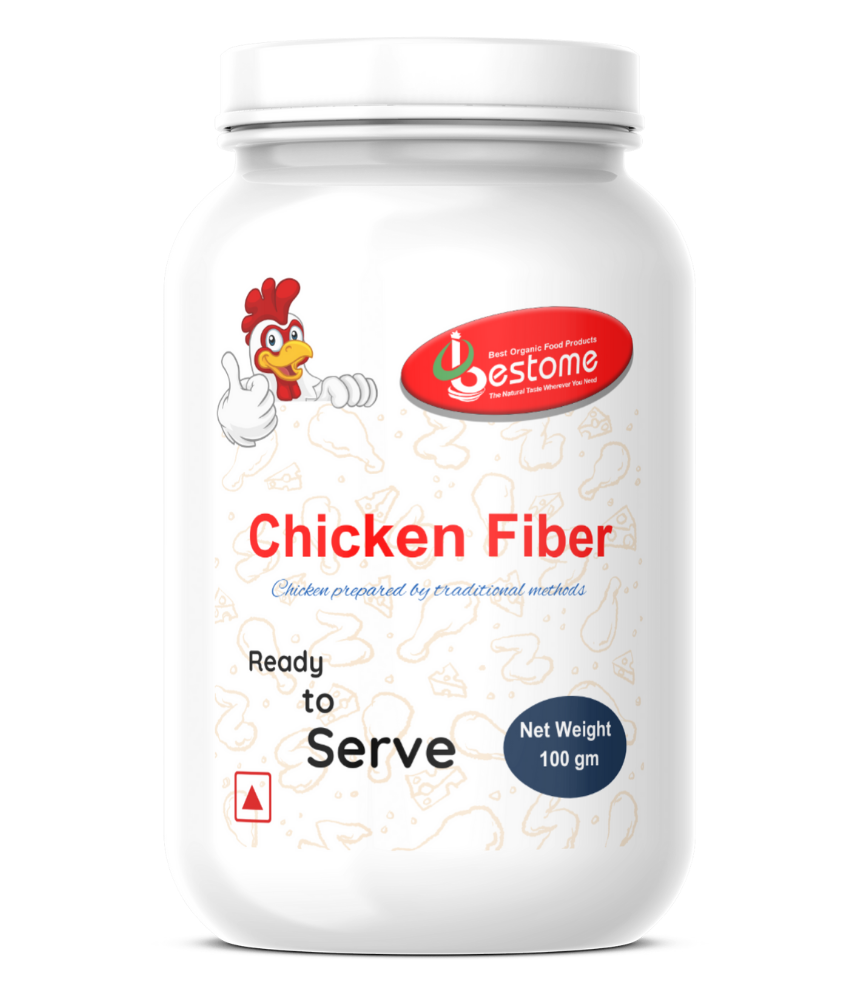 Best Organic Food Products
bestome
The Natural Taste Wherever You Need
Chicken Fiber
Chicken prepared by traditional methods
Ready
to
Serve
Net Weight
100 gm